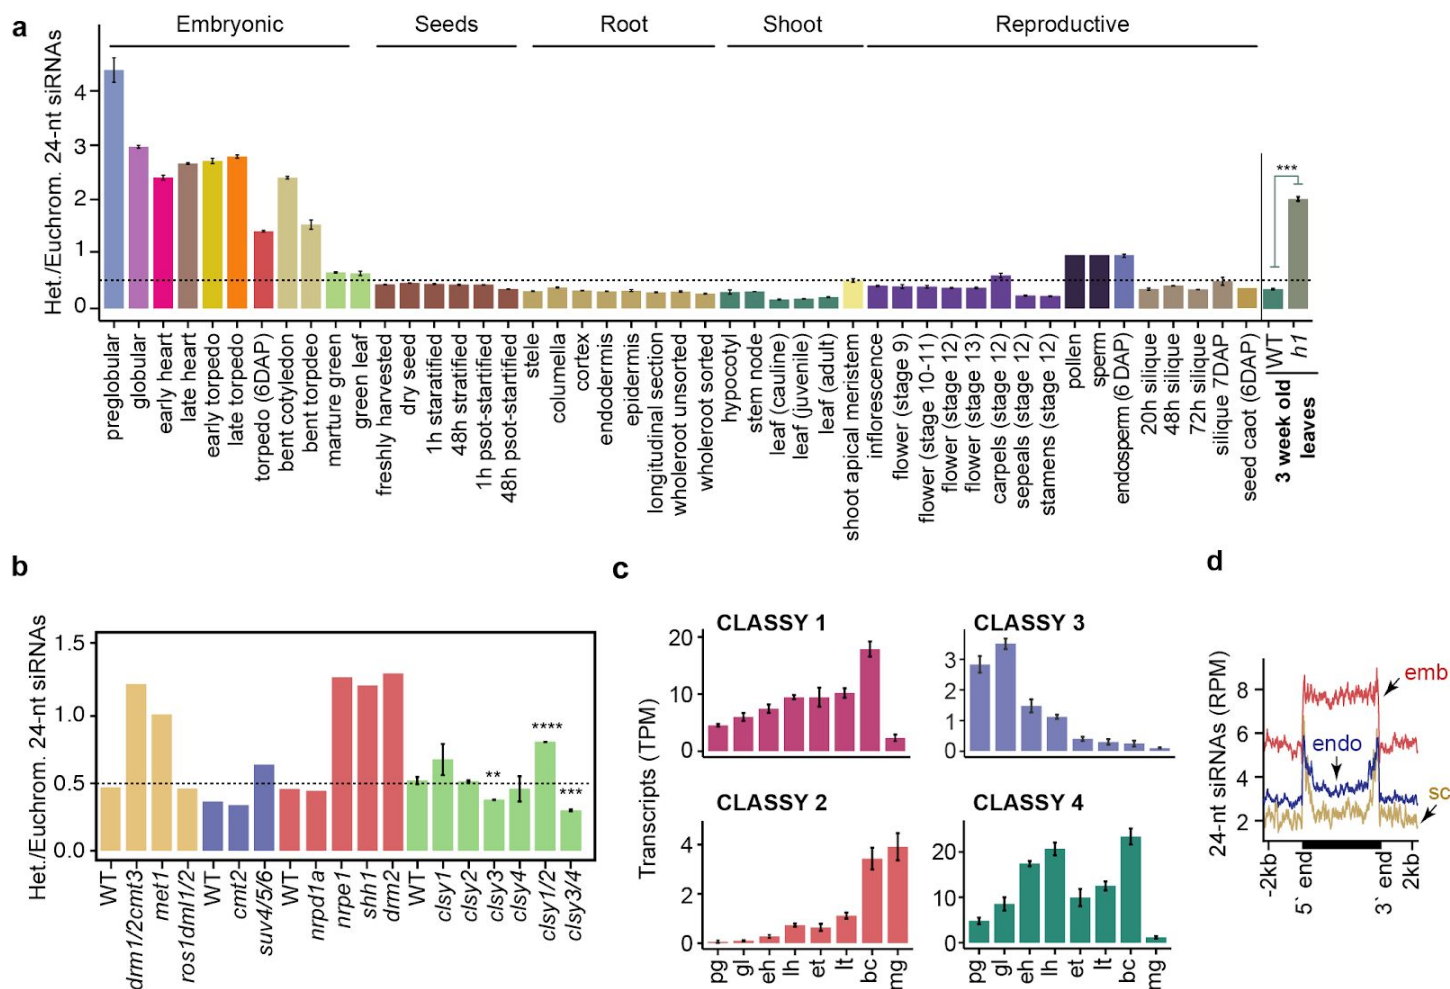 a
Embryonic Seeds Root Shoot Reproductive
Het./Euchrom. 24-nt siRNAs
4
3
2
1
0
***
preglobular
globular
early heart
late heart
early torpedo
late torpedo
torpedo (6DAP)
bent cotyledon
bent torpdeo
marture green
green leaf
freshly harvested
dry seed
1h staratified
48h stratified
1h psot-startified
48h psot-startified
stele
columella
cortex
endodermis
epidermis
longitudinal section
wholeroot unsorted
wholeroot sorted
hypocotyl
stem node
leaf (cauline)
leaf (juvenile)
leaf (adult)
shoot apical meristem
inflorescence
flower (stage 9)
flower (stage 10-11)
flower (stage 12)
flower (stage 13)
carpels (stage 12)
sepeals (stage 12)
stamens (stage 12)
pollen
sperm
endosperm (6 DAP)
20h silique
48h silique
72h silique
silique 7DAP
seed caot (6DAP)
WT
h1
3 week old
leaves
b
Het./Euchrom. 24-nt siRNAs
1.5
1.0
0.5
0.0
**
****
***
WT
drm1/2cmt3
met1
ros1dml1/2
WT
cmt2
suv4/5/6
WT
nrpd1a
nrpe1
shh1
drm2
WT
clsy1
clsy2
clsy3
clsy4
clsy1/2
clsy3/4
c
Transcripts (TPM)
CLASSY 1
20
10
0
CLASSY 3
3
2
1
0
CLASSY 2
4
2
0
pg gl eh lh et lt bc mg
CLASSY 4
20
10
0
pg gl eh lh et lt bc mg
d
24-nt siRNAs (RPM)
8
6
4
2
emb
endo
sc
-2kb
5` end
3` end
2kb